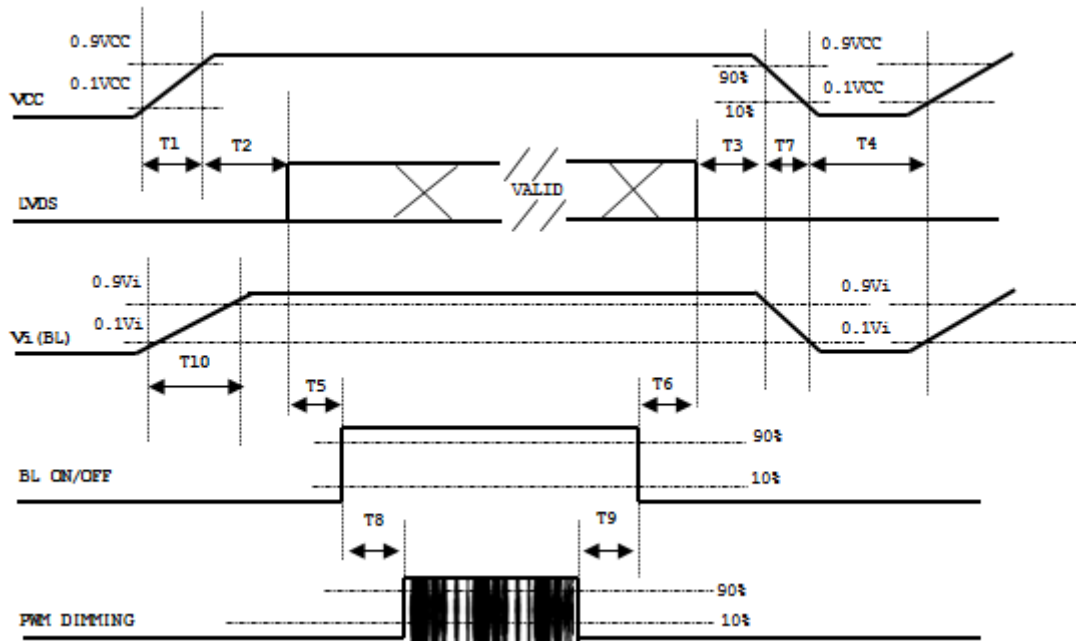 0.9VCC
0.9VCC
90%
0.1VCC
0.1VCC
VCC
10%
T1
T2
T3
T7
T4
VALID
LVDS
0.9Vi
0.9Vi
0.1Vi
0.1Vi
Vi(BL)
T10
T5
T6
90%
BL ON/OFF
10%
T8
T9
90%
PWM DIMMING
10%